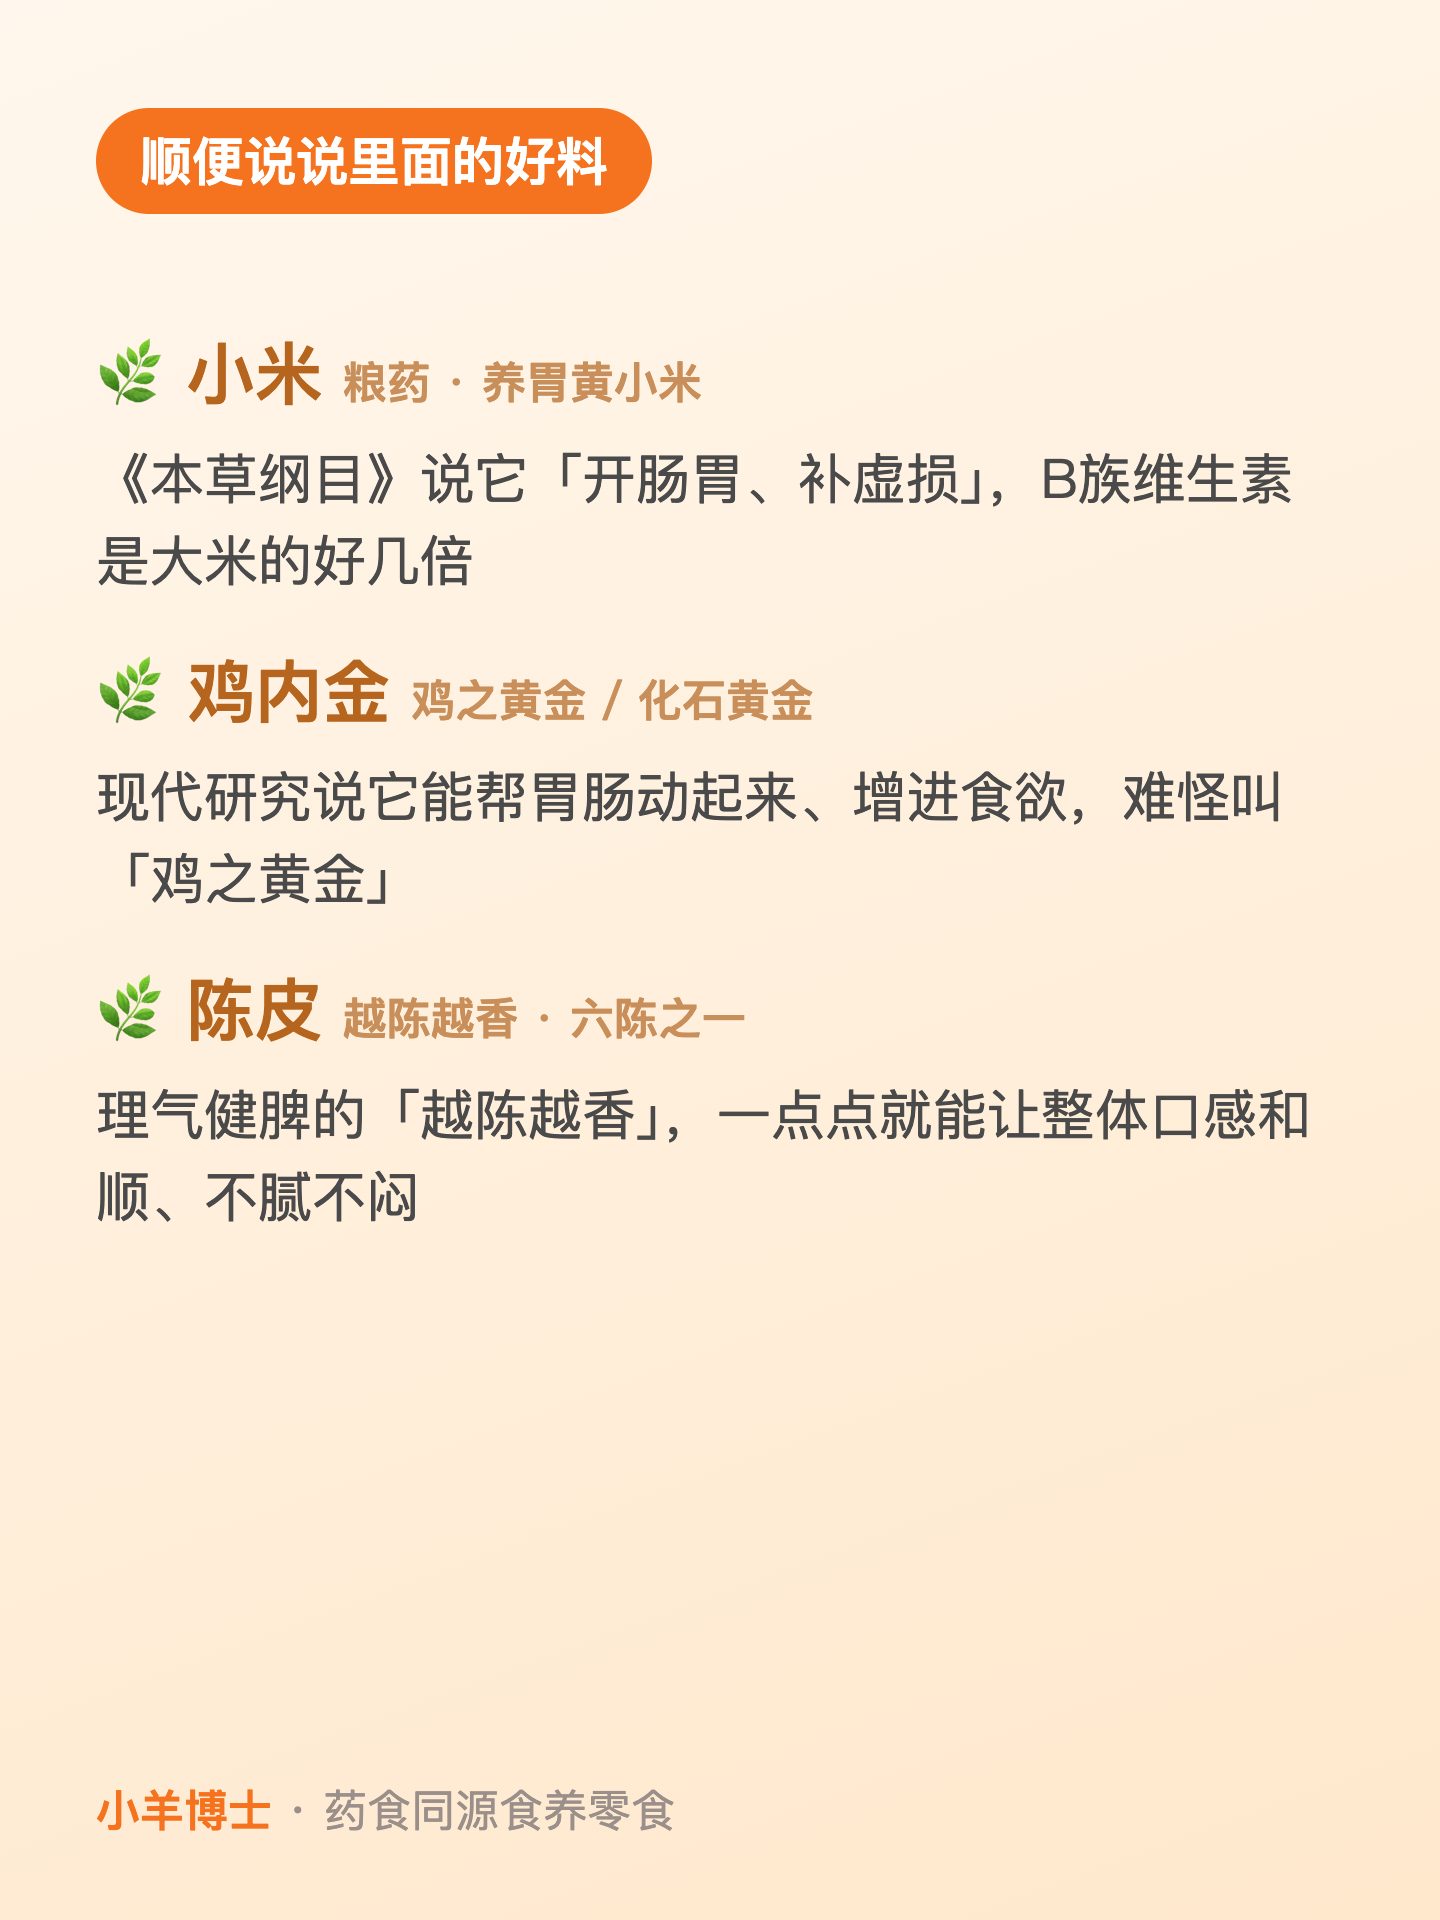 顺便说说里面的好料
小米 粮药 · 养胃黄小米
《本草纲目》说它「开肠胃、补虚损」，B族维生素
是大米的好几倍
鸡内金 鸡之黄金 / 化石黄金
现代研究说它能帮胃肠动起来、增进食欲，难怪叫
「鸡之黄金」
陈皮 越陈越香 · 六陈之一
理气健脾的「越陈越香」，一点点就能让整体口感和
顺、不腻不闷
小羊博士 · 药食同源食养零食